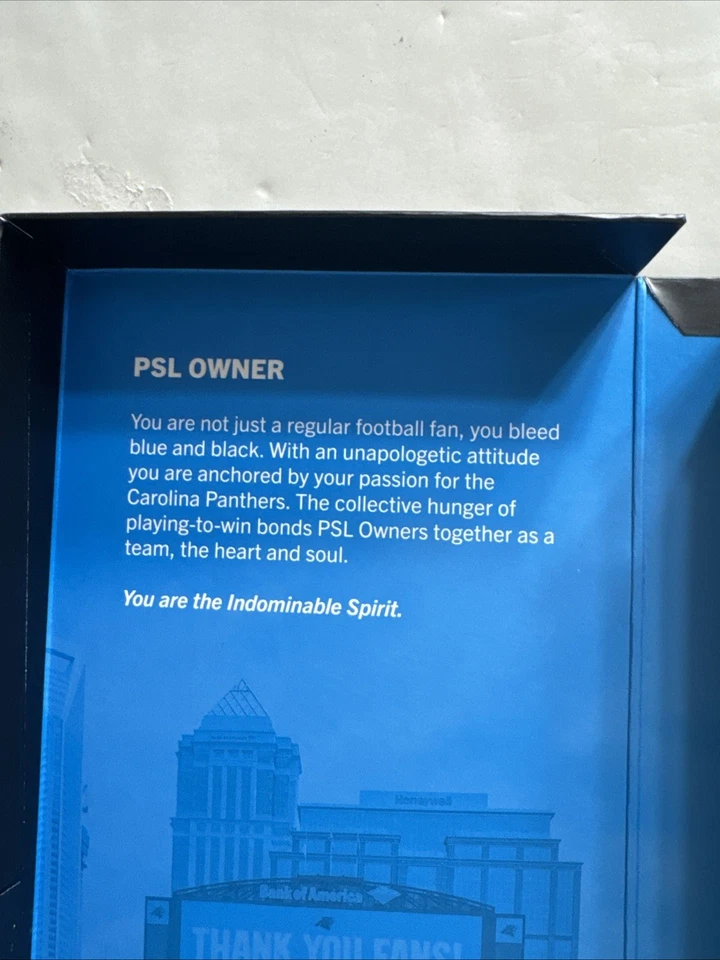 PSL OWNER
You are not just a regular football fan, you bleed
blue and black. With an unapologetic attitude
you are anchored by your passion for the
Carolina Panthers. The collective hunger of
playing-to-win bonds PSL Owners together as a
team, the heart and soul.
You are the Indominable Spirit.
Honeywell
Bank of America
THANK YOU FANS!